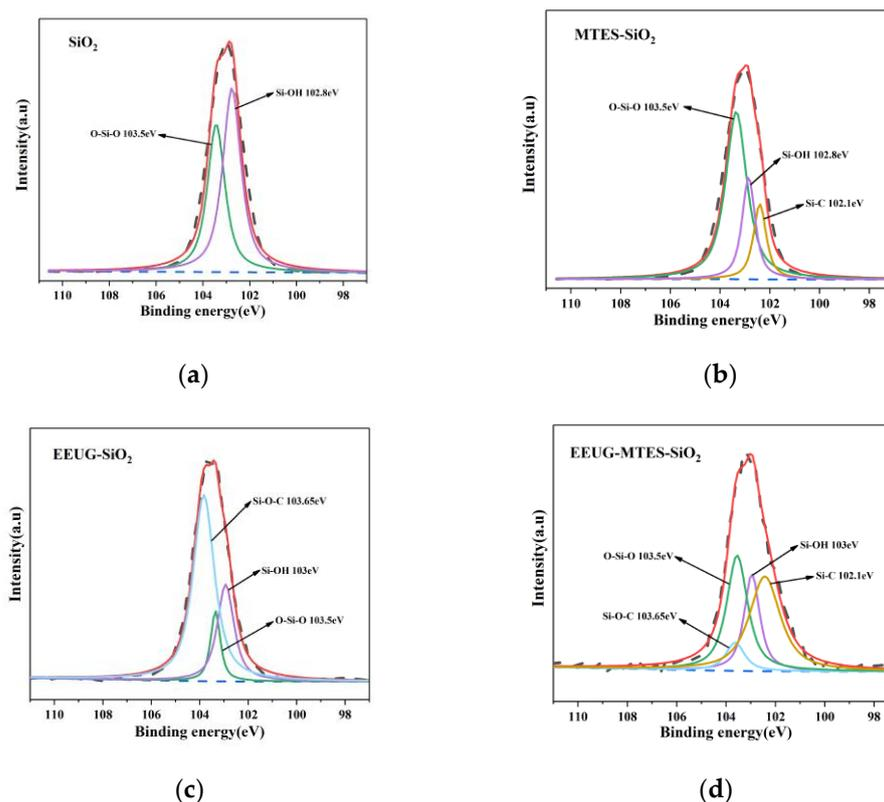 SiO₂
Si-OH 102.8eV
O-Si-O 103.5eV
Intensity(a.u)
110 108 106 104 102 100 98
Binding energy(eV)
(a)
MTES-SiO₂
O-Si-O 103.5eV
Si-OH 102.8eV
Si-C 102.1eV
Intensity(a.u)
110 108 106 104 102 100 98
Binding energy(eV)
(b)
EEUG-SiO₂
Si-O-C 103.65eV
Si-OH 103eV
O-Si-O 103.5eV
Intensity(a.u)
110 108 106 104 102 100 98
Binding energy(eV)
(c)
EEUG-MTES-SiO₂
O-Si-O 103.5eV
Si-OH 103eV
Si-C 102.1eV
Si-O-C 103.65eV
Intensity(a.u)
110 108 106 104 102 100 98
Binding energy(eV)
(d)